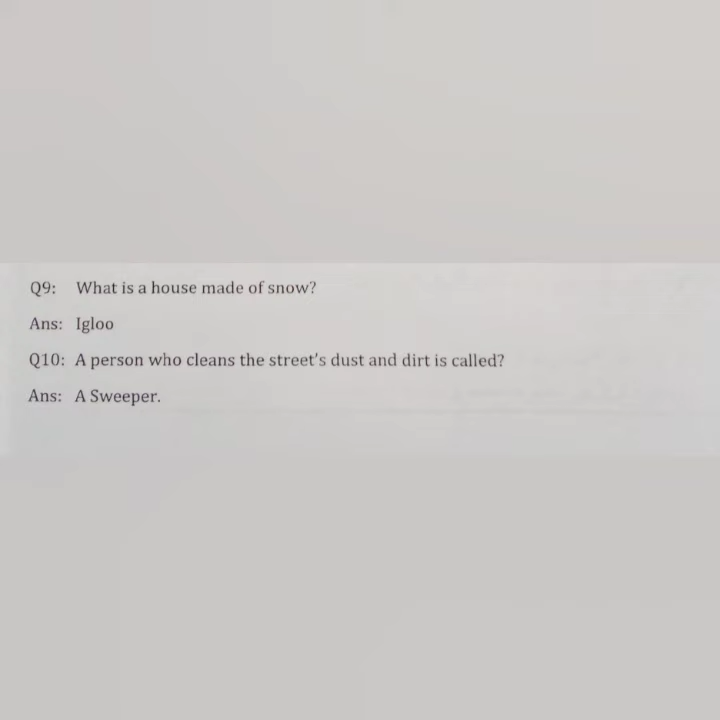 Q9: What is a house made of snow?
Ans: Igloo
Q10: A person who cleans the street's dust and dirt is called?
Ans: A Sweeper.